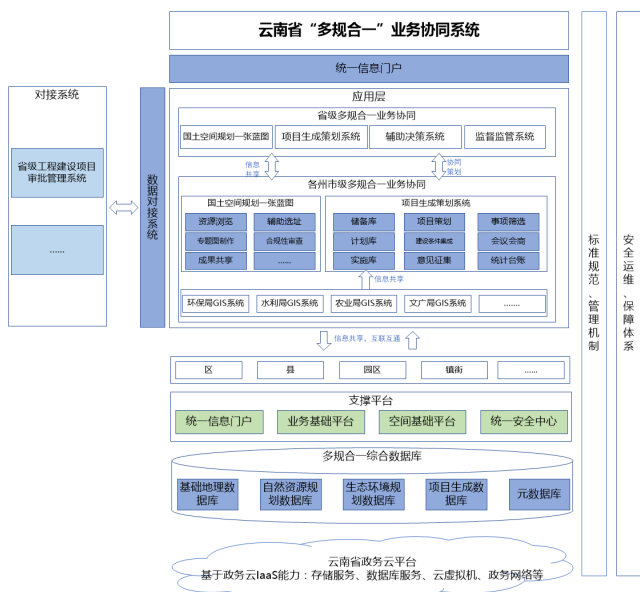 云南省“多规合一”业务协同系统
统一信息门户
对接系统
省级工程建设项目
审批管理系统
......
数据对接系统
应用层
省级多规合一业务协同
国土空间规划一张蓝图
项目生成策划系统
辅助决策系统
监督监管系统
信息
共享
协同
策划
各州市级多规合一业务协同
国土空间规划一张蓝图
资源浏览
辅助选址
专题图制作
合规性审查
成果共享
......
项目生成策划系统
储备库
项目策划
事项筛选
计划库
建设条件集成
会议会商
实施库
意见征集
统计台账
信息共享
环保局GIS系统
水利局GIS系统
农业局GIS系统
文广局GIS系统
.......
信息共享，互联互通
区
县
园区
镇街
......
支撑平台
统一信息门户
业务基础平台
空间基础平台
统一安全中心
多规合一综合数据库
基础地理数
据库
自然资源规
划数据库
生态环境规
划数据库
项目生成数
据库
元数据库
云南省政务云平台
基于政务云IaaS能力：存储服务、数据库服务、云虚拟机、政务网络等
标准规范、管理机制
安全运维、保障体系